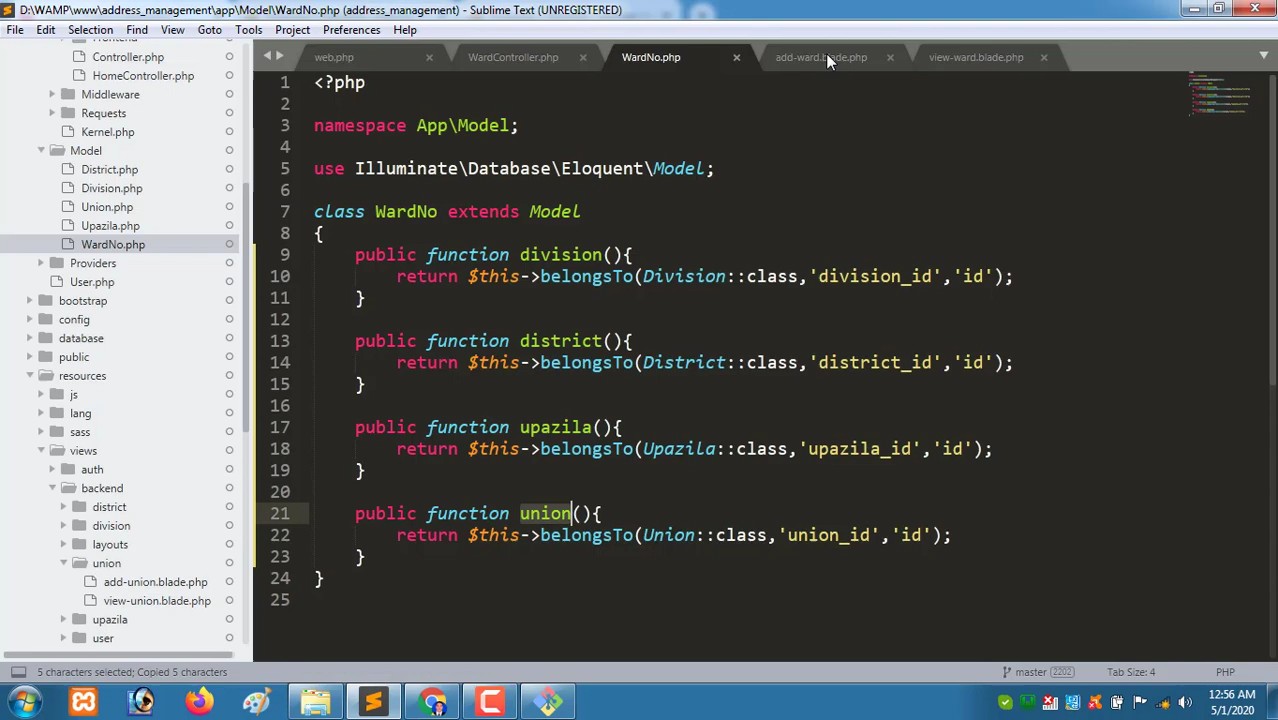 D:\WAMP\www\address_management\app\Model\WardNo.php (address_management) - Sublime Text (UNREGISTERED)
File Edit Selection Find View Goto Tools Project Preferences Help
web.php WardController.php WardNo.php add-ward.blade.php view-ward.blade.php
Controller.php
HomeController.php
Middleware
Requests
Kernel.php
Model
District.php
Division.php
Union.php
Upazila.php
WardNo.php
Providers
User.php
bootstrap
config
database
public
resources
js
lang
sass
views
auth
backend
district
division
layouts
union
add-union.blade.php
view-union.blade.php
upazila
user
1 <?php
2
3 namespace App\Model;
4
5 use Illuminate\Database\Eloquent\Model;
6
7 class WardNo extends Model
8 {
9 public function division(){
10 return $this->belongsTo(Division::class,'division_id','id');
11 }
12
13 public function district(){
14 return $this->belongsTo(District::class,'district_id','id');
15 }
16
17 public function upazila(){
18 return $this->belongsTo(Upazila::class,'upazila_id','id');
19 }
20
21 public function union(){
22 return $this->belongsTo(Union::class,'union_id','id');
23 }
24 }
25
5 characters selected; Copied 5 characters master 2202 Tab Size: 4 PHP
12:56 AM
5/1/2020